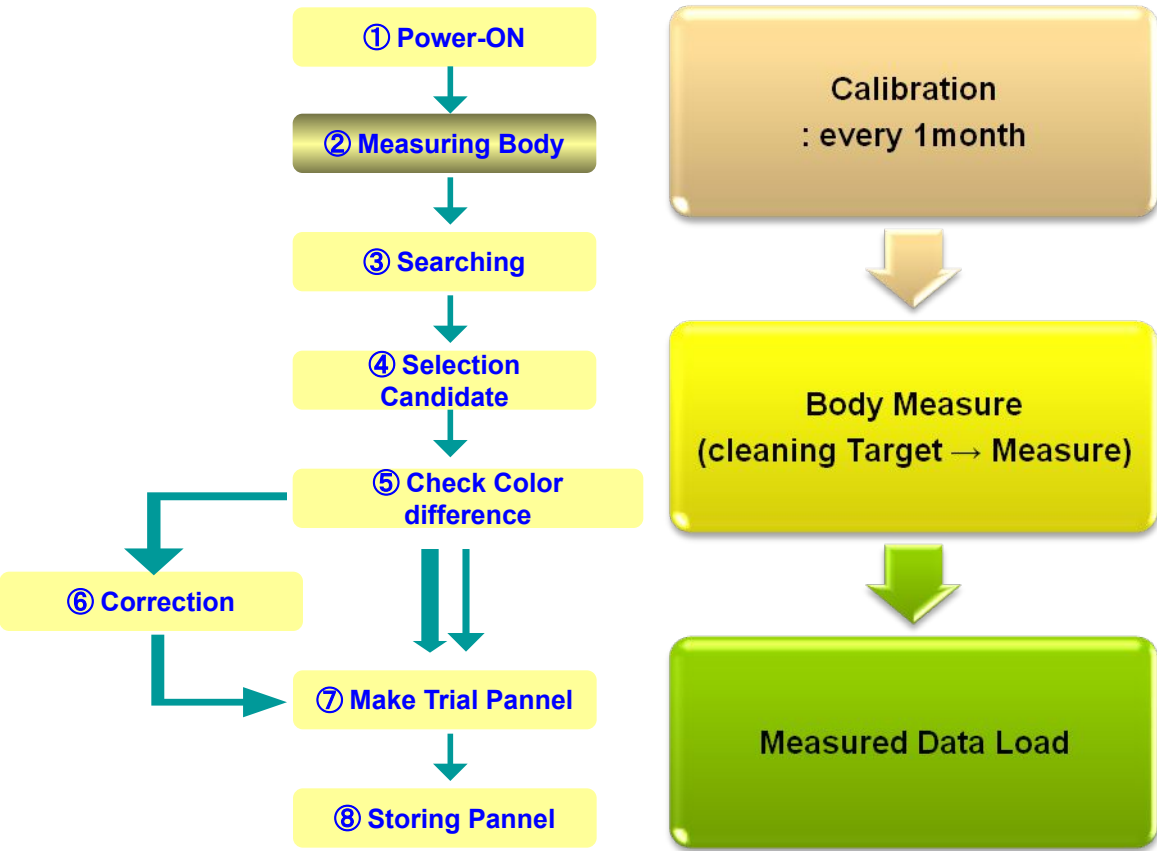 ① Power-ON
② Measuring Body
③ Searching
④ Selection
Candidate
⑤ Check Color
difference
⑥ Correction
⑦ Make Trial Pannel
⑧ Storing Pannel
Calibration
: every 1month
Body Measure
(cleaning Target → Measure)
Measured Data Load